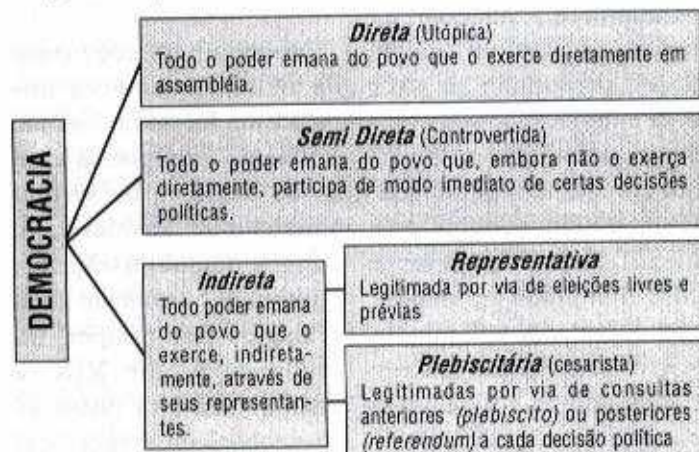 DEMOCRACIA
Direta (Utópica)
Todo o poder emana do povo que o exerce diretamente em
assembléia.
Semi Direta (Controvertida)
Todo o poder emana do povo que, embora não o exerça
diretamente, participa de modo imediato de certas decisões
políticas.
Indireta
Todo poder emana
do povo que o
exerce, indireta-
mente, através de
seus representan-
tes.
Representativa
Legitimada por via de eleições livres e
prévias
Plebiscitária (cesarista)
Legitimadas por via de consultas
anteriores (plebiscito) ou posteriores
(referendum) a cada decisão política